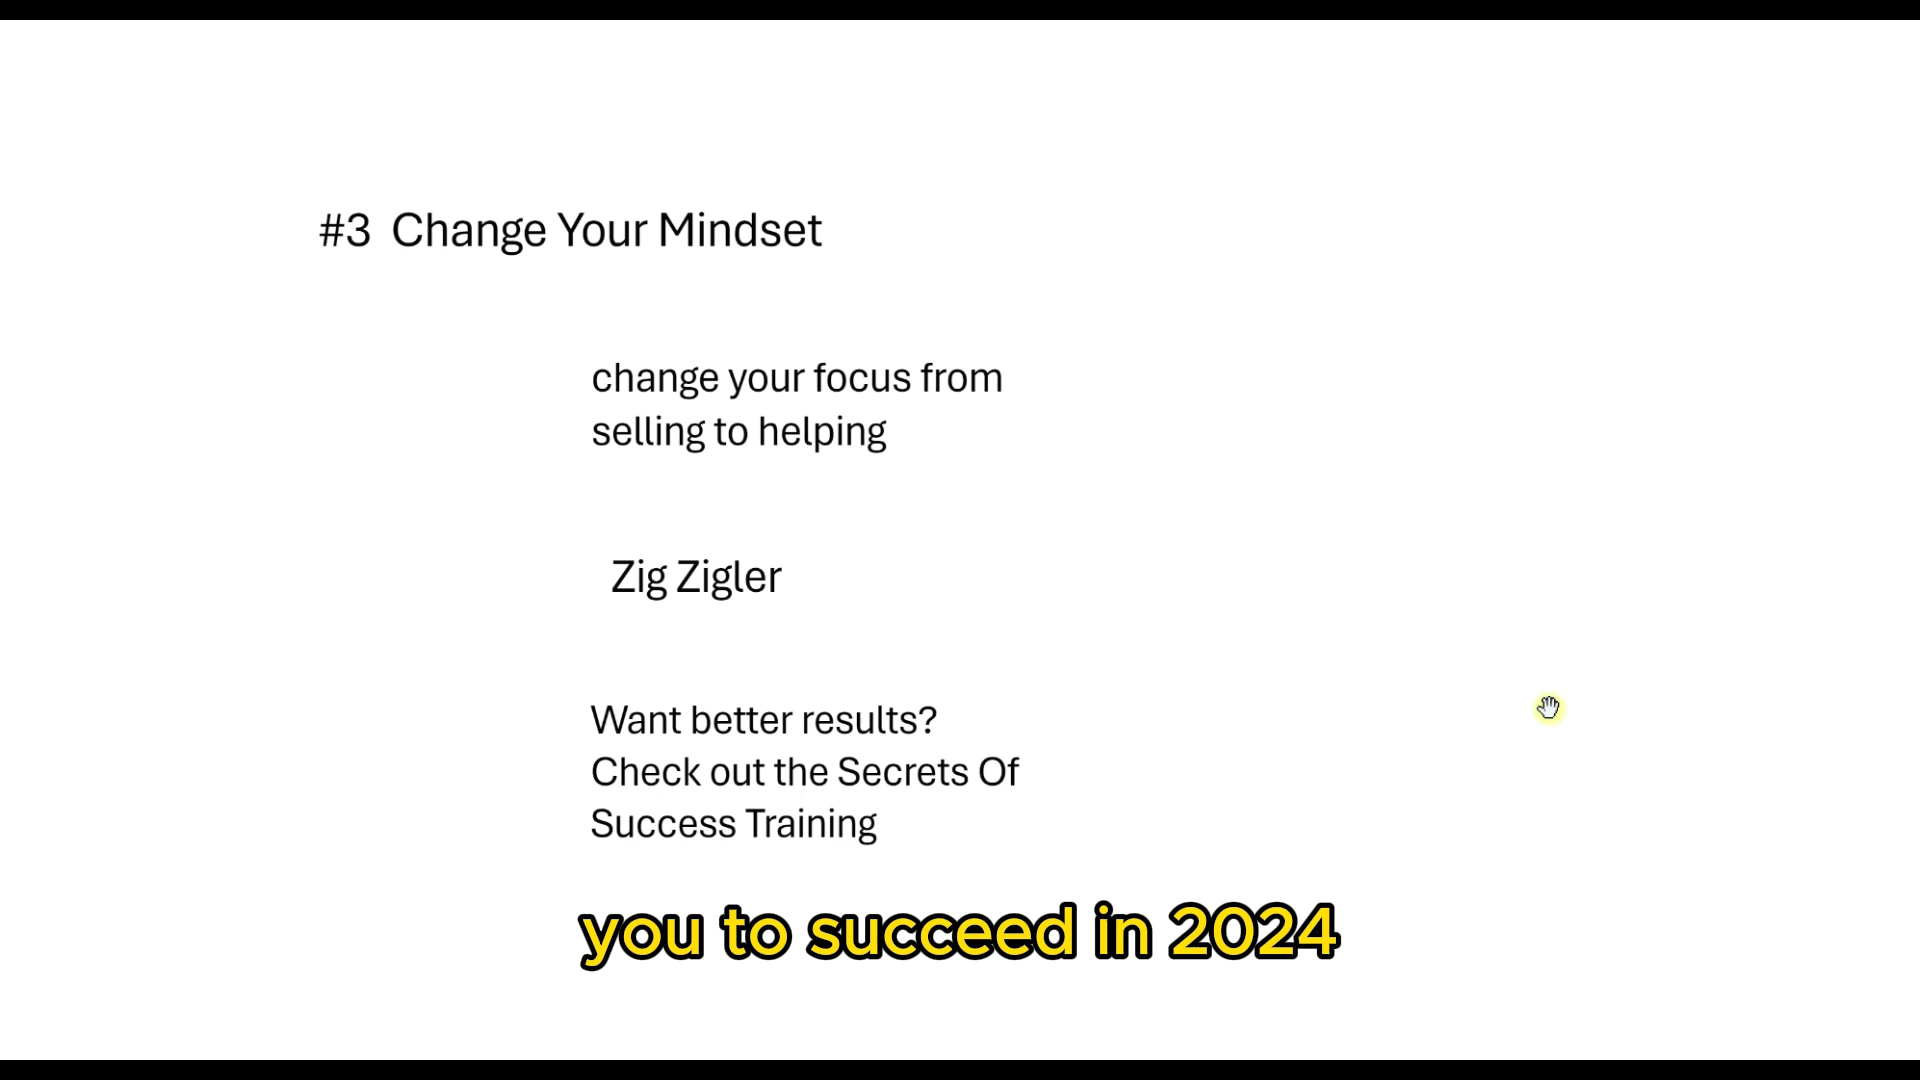 #3 Change Your Mindset
change your focus from
selling to helping
Zig Zigler
Want better results?
Check out the Secrets Of
Success Training
you to succeed in 2024